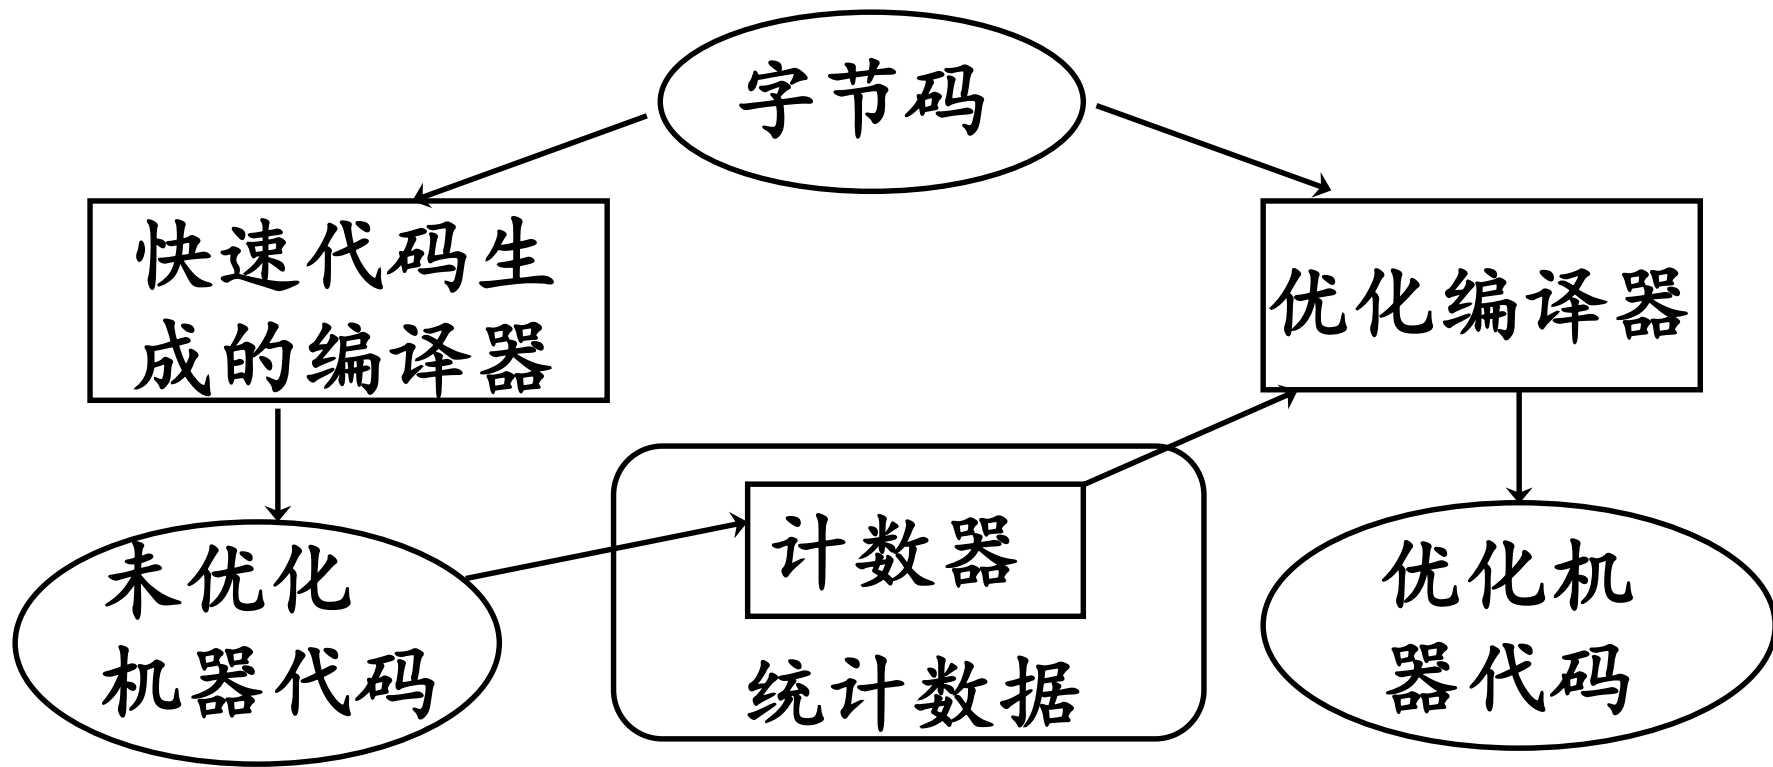 字节码
快速代码生
成的编译器
优化编译器
计数器
未优化
机器代码
统计数据
优化机
器代码